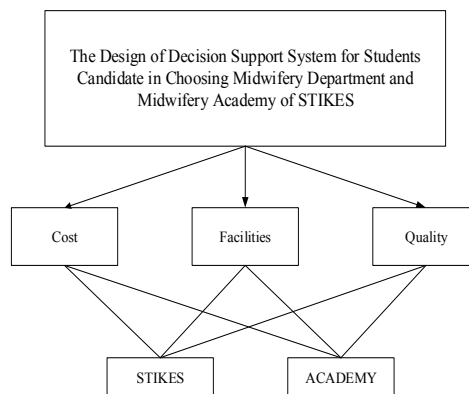 The Design of Decision Support System for Students
Candidate in Choosing Midwifery Department and
Midwifery Academy of STIKES
Cost
Facilities
Quality
STIKES
ACADEMY